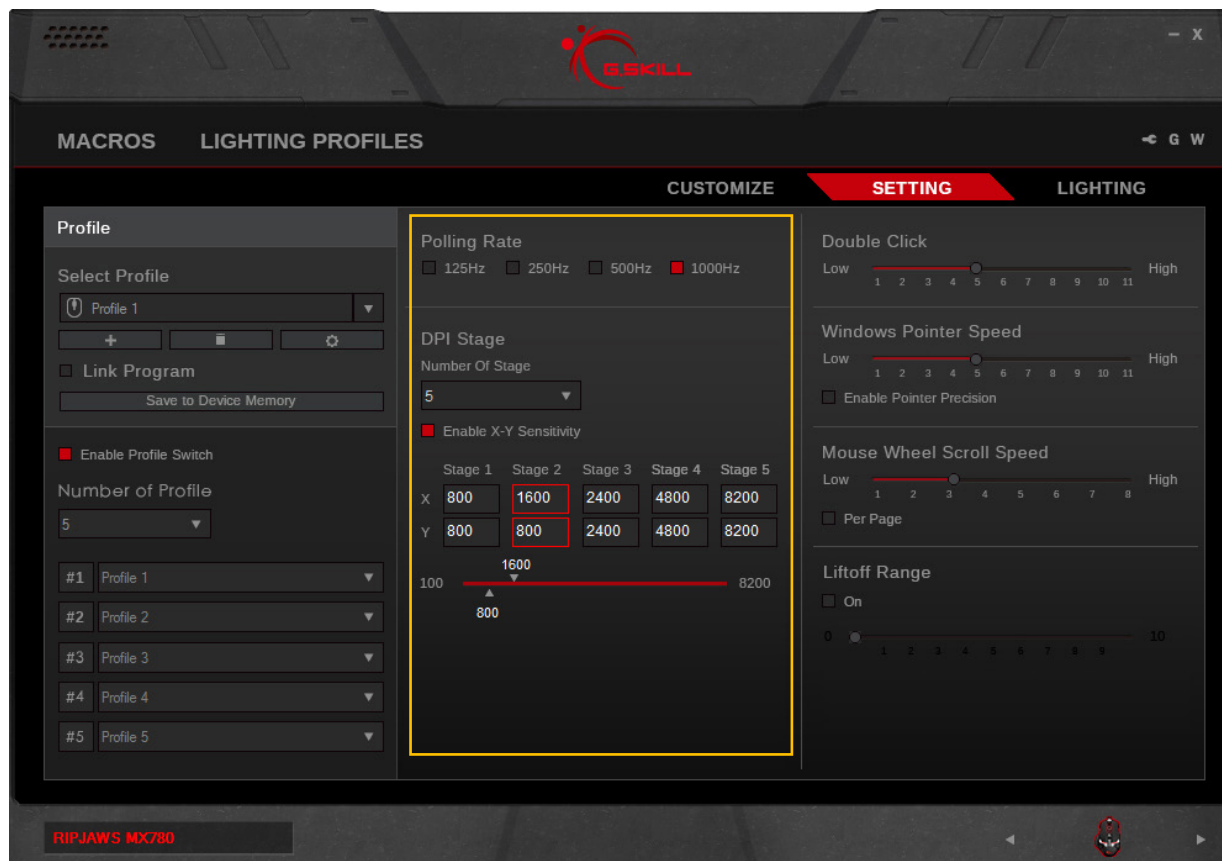 G.SKILL
- X
MACROS LIGHTING PROFILES
G W
CUSTOMIZE SETTING LIGHTING
Profile
Select Profile
Profile 1
+
Link Program
Save to Device Memory
Enable Profile Switch
Number of Profile
5
#1 Profile 1
#2 Profile 2
#3 Profile 3
#4 Profile 4
#5 Profile 5
Polling Rate
125Hz 250Hz 500Hz 1000Hz
DPI Stage
Number Of Stage
5
Enable X-Y Sensitivity
Stage 1 Stage 2 Stage 3 Stage 4 Stage 5
X 800 1600 2400 4800 8200
Y 800 800 2400 4800 8200
1600
100 8200
800
Double Click
Low High
1 2 3 4 5 6 7 8 9 10 11
Windows Pointer Speed
Low High
1 2 3 4 5 6 7 8 9 10 11
Enable Pointer Precision
Mouse Wheel Scroll Speed
Low High
1 2 3 4 5 6 7 8
Per Page
Liftoff Range
On
0 10
1 2 3 4 5 6 7 8 9
RIPJAWS MX780